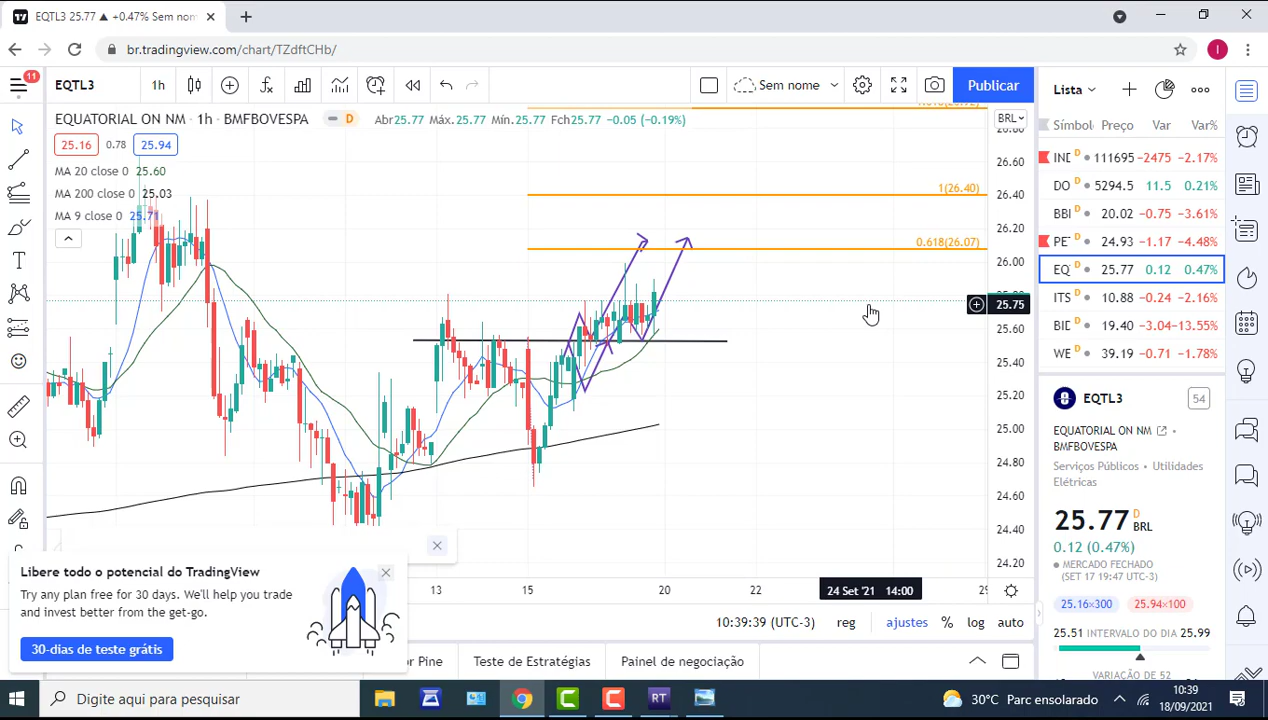 EQTL3 25.77 ▲ +0.47% Sem nom
br.tradingview.com/chart/TZdftCHb/
I
11
EQTL3
1h
Sem nome
Publicar
Lista
EQUATORIAL ON NM · 1h · BMFBOVESPA
D
Abr25.77 Máx.25.77 Mín.25.77 Fch25.77 −0.05 (−0.19%)
25.16
0.78
25.94
MA 20 close 0 25.60
MA 200 close 0 25.03
MA 9 close 0 25.71
1(26.40)
0.618(26.07)
BRL
26.60
26.40
26.20
26.00
25.75
25.60
25.40
25.20
25.00
24.80
24.60
24.40
24.20
Símbol Preço Var Var%
INI D 111695 −2475 −2.17%
DO D 5294.5 11.5 0.21%
BBI D 20.02 −0.75 −3.61%
PE D 24.93 −1.17 −4.48%
EQ D 25.77 0.12 0.47%
ITS D 10.88 −0.24 −2.16%
BIE D 19.40 −3.04 −13.55%
WE D 39.19 −0.71 −1.78%
EQTL3
54
EQUATORIAL ON NM
BMFBOVESPA
Serviços Públicos · Utilidades
Elétricas
25.77 D BRL
0.12 (0.47%)
MERCADO FECHADO
(SET 17 19:47 UTC-3)
25.16×300
25.94×100
25.51 INTERVALO DO DIA 25.99
VARIAÇÃO DE 52
13
15
20
22
24 Set '21 14:00
29
Libere todo o potencial do TradingView
Try any plan free for 30 days. We'll help you trade
and invest better from the get-go.
30-dias de teste grátis
10:39:39 (UTC-3)
reg
ajustes
%
log
auto
or Pine
Teste de Estratégias
Painel de negociação
Digite aqui para pesquisar
RT
30°C Parc ensolarado
10:39
18/09/2021